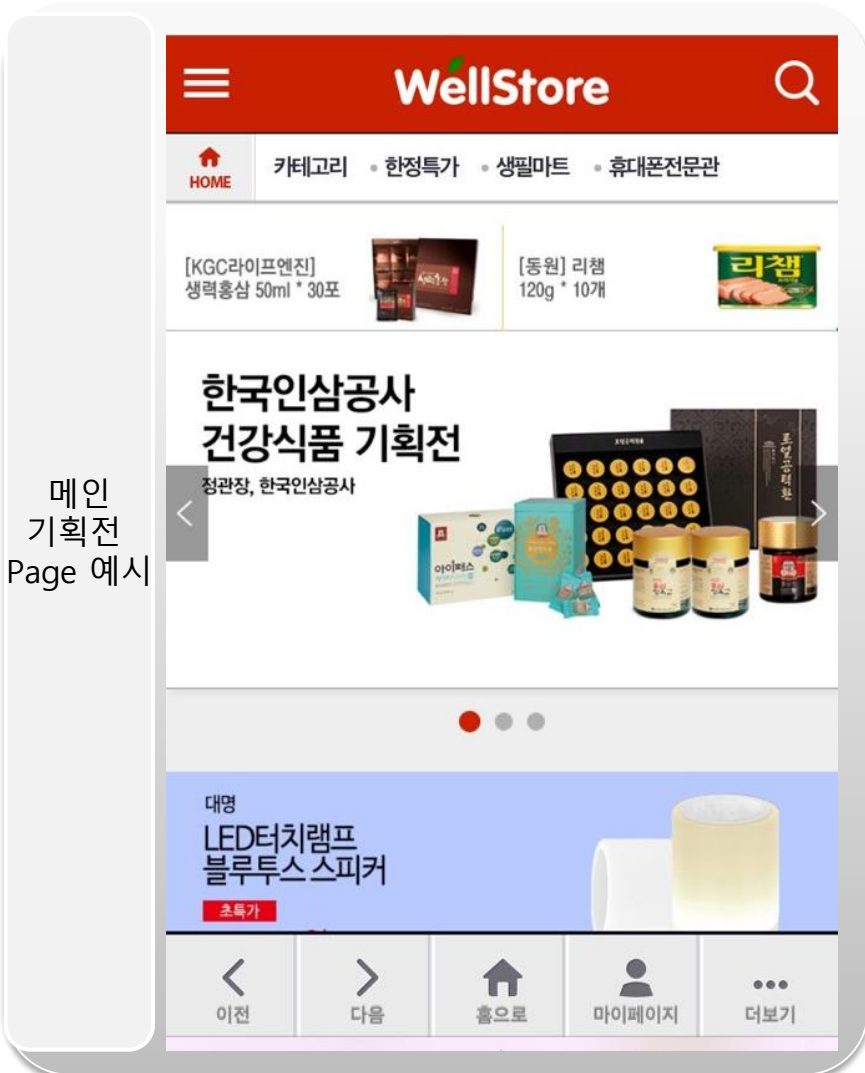 메인
기획전
Page 예시
WellStore
HOME
카테고리 • 한정특가 • 생필마트 • 휴대폰전문관
[KGC라이프엔진]
생력홍삼 50ml * 30포
[동원] 리챔
120g * 10개
리챔
한국인삼공사
건강식품 기획전
정관장, 한국인삼공사
로얄공력환
아이패스
대명
LED터치램프
블루투스 스피커
초특가
이전
다음
홈으로
마이페이지
더보기